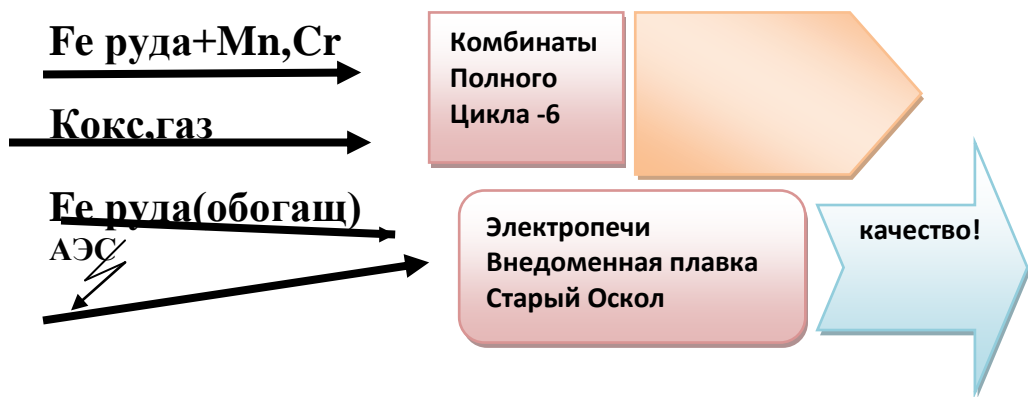 Fe руда+Mn,Cr
Кокс,газ
Fe руда(обогащ)
АЭС
Комбинаты
Полного
Цикла -6
Электропечи
Внедоменная плавка
Старый Оскол
качество!